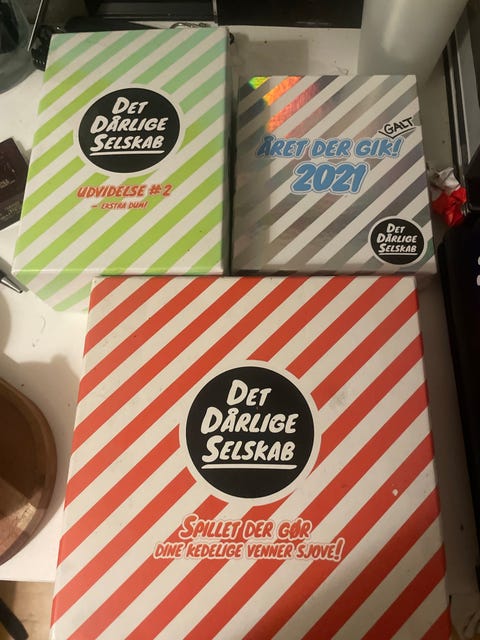 DET
DÅRLIGE
SELSKAB
UDVIDELSE #2
- EKSTRA DUM!
GALT
ÅRET DER GIK!
2021
DET
DÅRLIGE
SELSKAB
DET
DÅRLIGE
SELSKAB
SPILLET DER GØR
DINE KEDELIGE VENNER SJOVE!